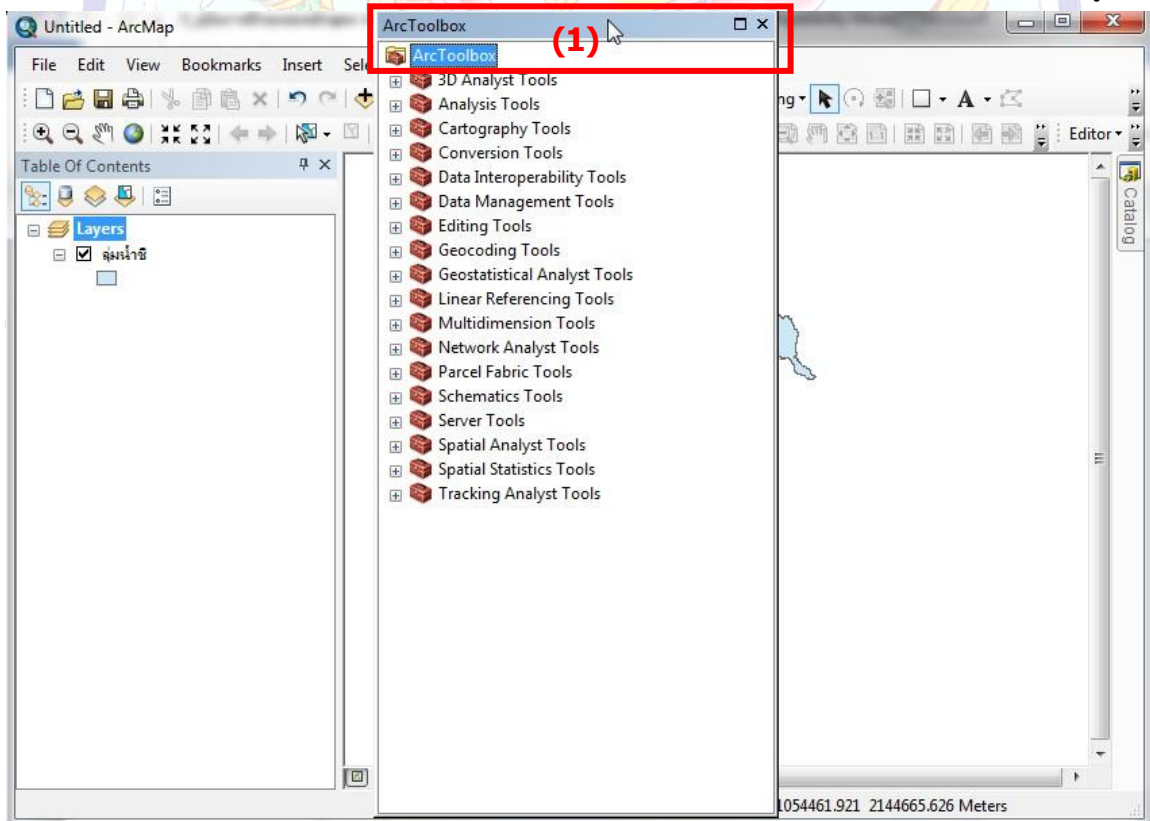 Untitled - ArcMap
ArcToolbox
(1)
File Edit View Bookmarks Insert
ArcToolbox
3D Analyst Tools
Analysis Tools
Cartography Tools
Conversion Tools
Data Interoperability Tools
Data Management Tools
Editing Tools
Geocoding Tools
Geostatistical Analyst Tools
Linear Referencing Tools
Multidimension Tools
Network Analyst Tools
Parcel Fabric Tools
Schematics Tools
Server Tools
Spatial Analyst Tools
Spatial Statistics Tools
Tracking Analyst Tools
Editor
Table Of Contents
Layers
ลุ่มน้ำชี
Catalog
1054461.921 2144665.626 Meters